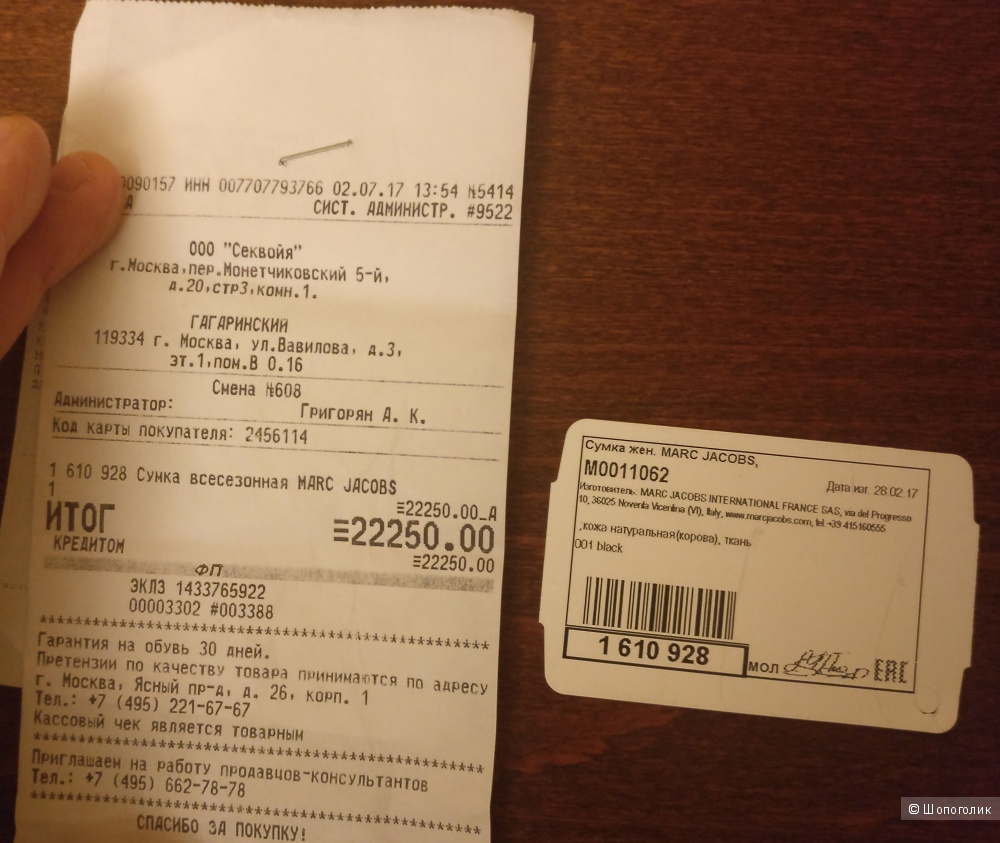 0090157 ИНН 007707793766 02.07.17 13:54 №5414
СИСТ. АДМИНИСТР. #9522
ООО "Секвойя"
г.Москва,пер.Монетчиковский 5-й,
д.20,стр3,комн.1.
ГАГАРИНСКИЙ
119334 г. Москва, ул.Вавилова, д.3,
эт.1,пом.В 0.16
Смена №608
Администратор: Григорян А. К.
Код карты покупателя: 2456114
1 610 928 Сумка всесезонная MARC JACOBS
1 ≡22250.00_А
ИТОГ ≡22250.00
КРЕДИТОМ ≡22250.00
ФП
ЭКЛЗ 1433765922
00003302 #003388
****************************************
Гарантия на обувь 30 дней.
Претензии по качеству товара принимаются по адресу
г. Москва, Ясный пр-д, д. 26, корп. 1
Тел.: +7 (495) 221-67-67
Кассовый чек является товарным
****************************************
Приглашаем на работу продавцов-консультантов
Тел.: +7 (495) 662-78-78
****************************************
СПАСИБО ЗА ПОКУПКУ!
Сумка жен. MARC JACOBS,
M0011062
Дата изг. 28.02.17
Изготовитель: MARC JACOBS INTERNATIONAL FRANCE SAS, via del Progresso
10, 36025 Noventa Vicentina (VI), Italy, www.marcjacobs.com, tel +39 415160555
,кожа натуральная(корова), ткань
001 black
1 610 928
МОЛ
EAC
© Шопоголик